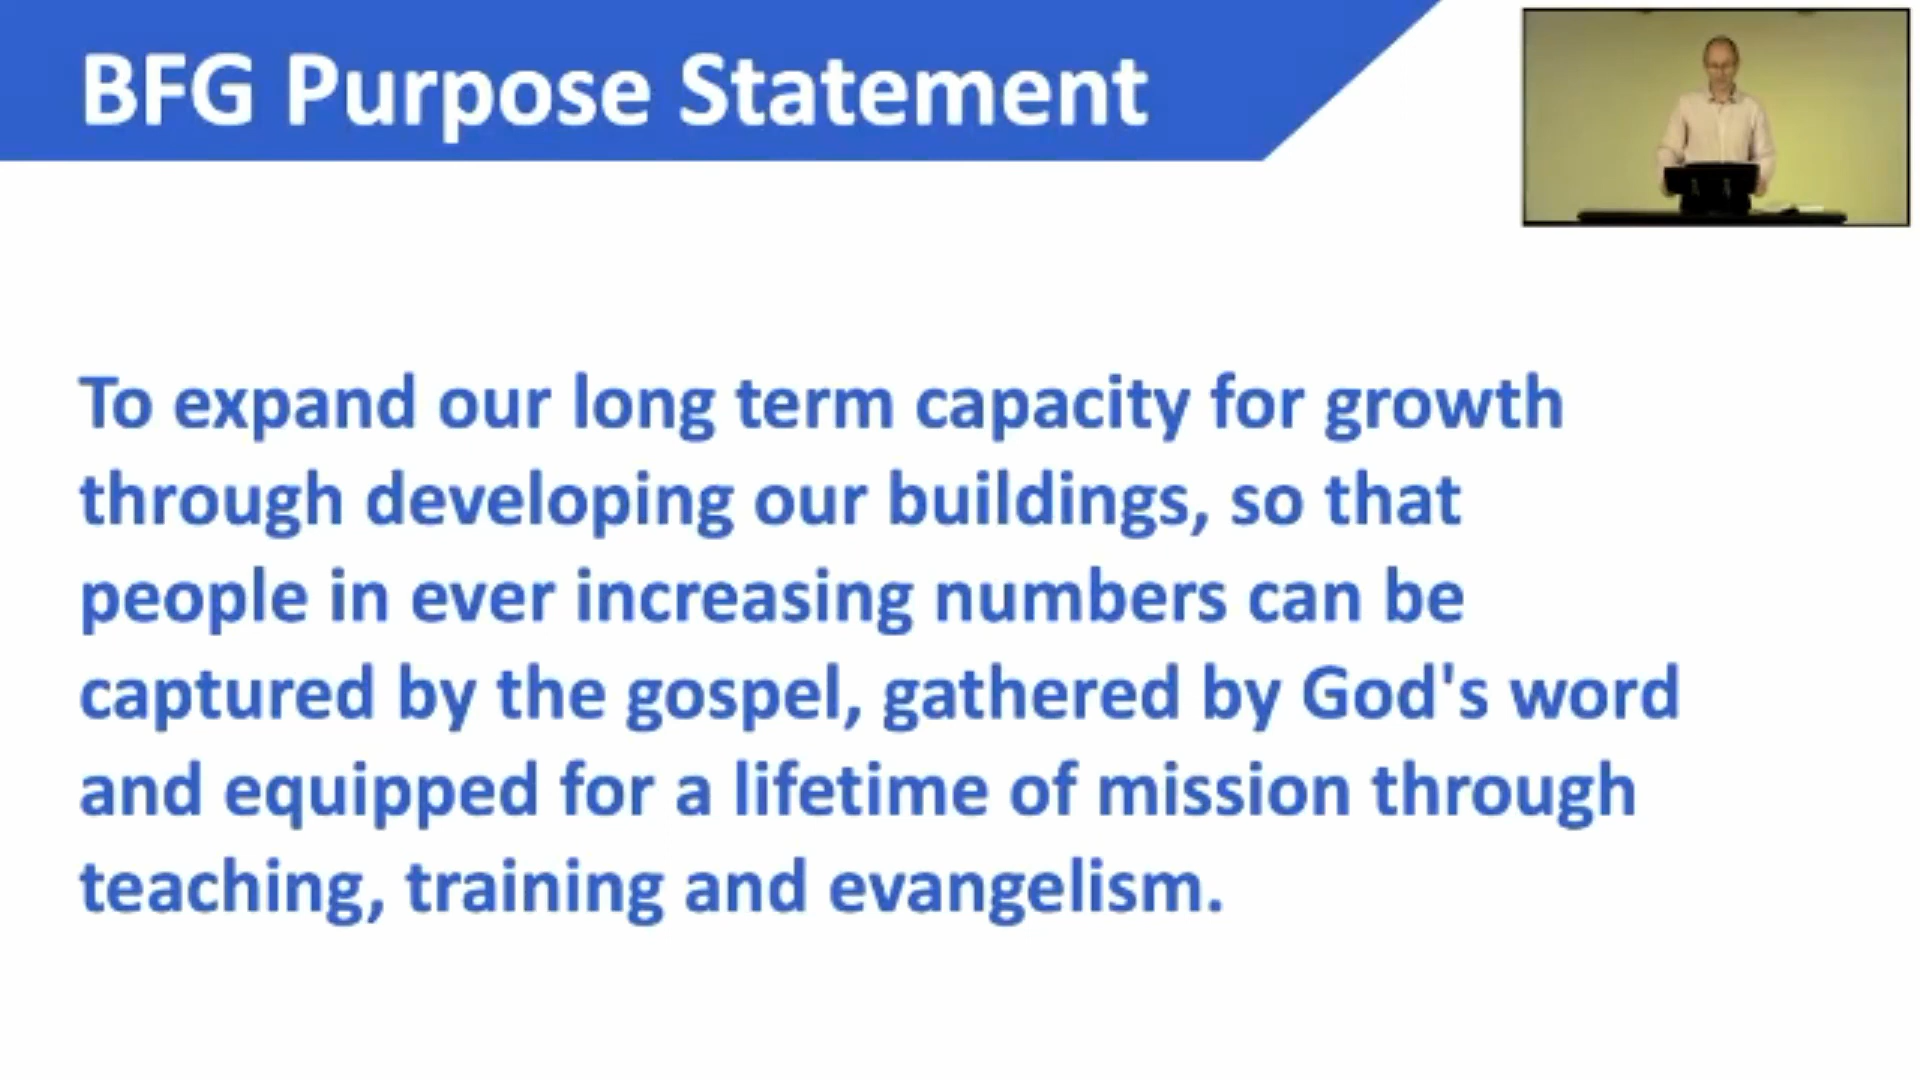 BFG Purpose Statement
To expand our long term capacity for growth
through developing our buildings, so that
people in ever increasing numbers can be
captured by the gospel, gathered by God's word
and equipped for a lifetime of mission through
teaching, training and evangelism.